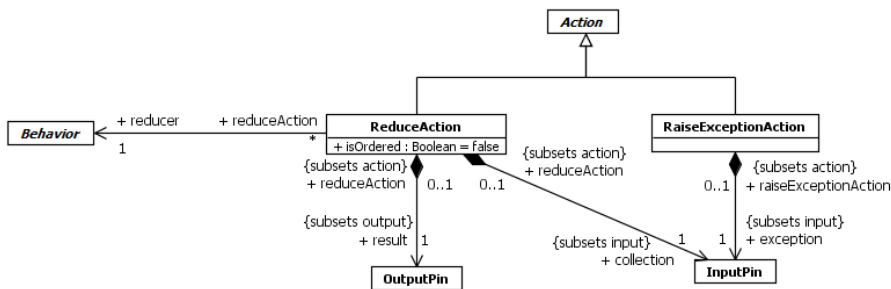 Action
+ reducer
+ reduceAction
Behavior
1
*
ReduceAction
+ isOrdered : Boolean = false
RaiseExceptionAction
{subsets action}
+ reduceAction
0..1
0..1
{subsets action}
+ reduceAction
0..1
{subsets action}
+ raiseExceptionAction
{subsets output}
+ result
1
{subsets input}
+ collection
1
1
{subsets input}
+ exception
OutputPin
InputPin